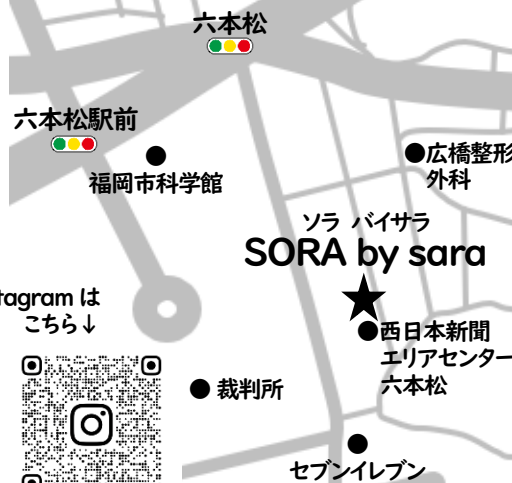 六本松
六本松駅前
福岡市科学館
広橋整形
外科
ソラ バイサラ
SORA by sara
tagram は
こちら↓
西日本新聞
エリアセンター
六本松
裁判所
セブンイレブン